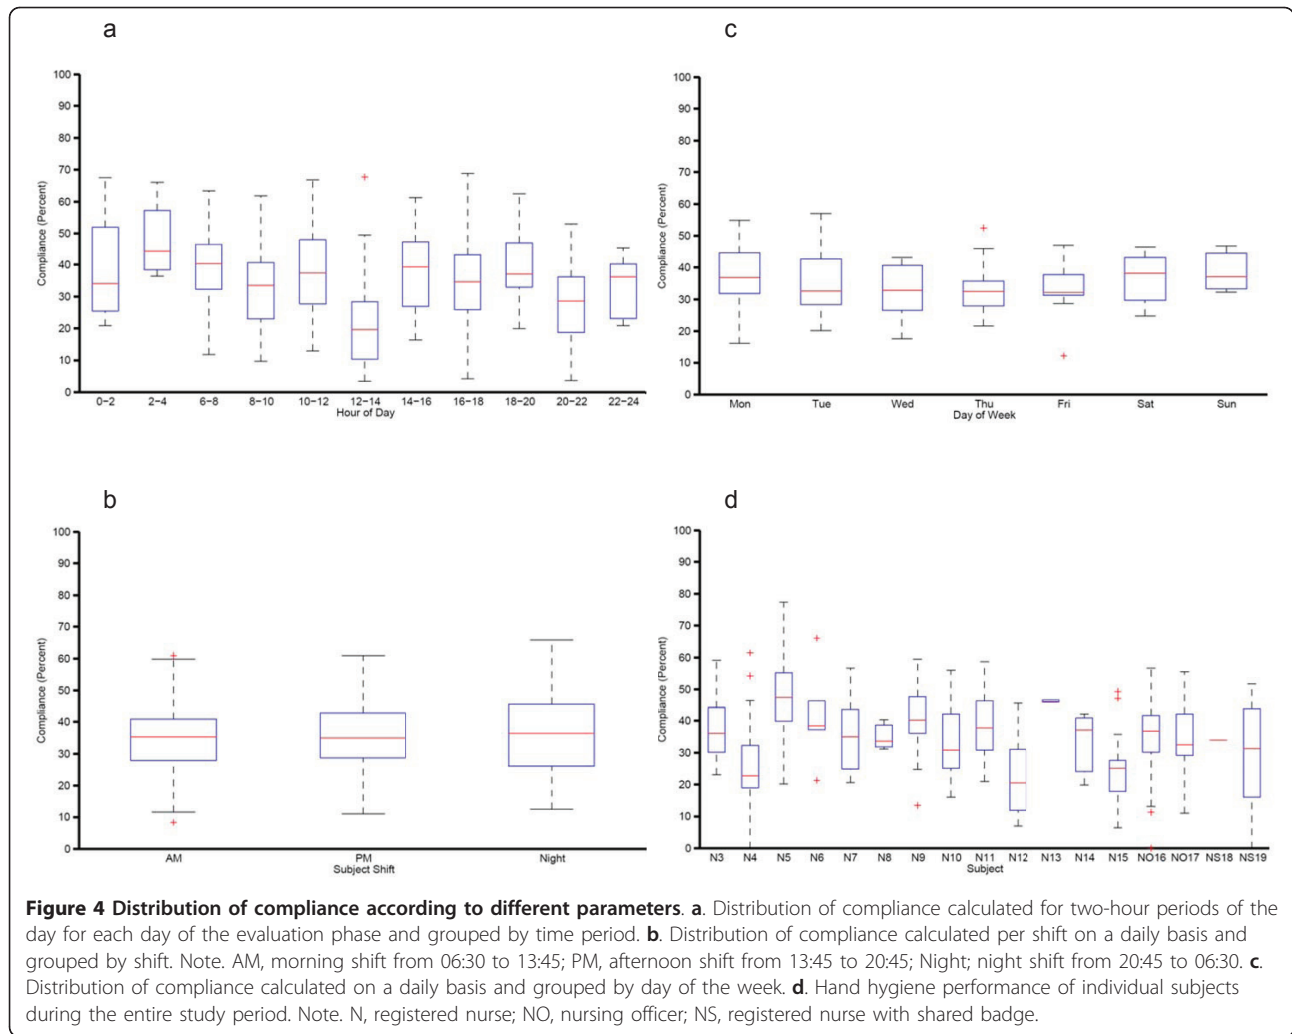 a
100
90
80
70
60
50
40
30
20
10
0
Compliance (Percent)
0−2 2−4 6−8 8−10 10−12 12−14 14−16 16−18 18−20 20−22 22−24
Hour of Day
c
100
90
80
70
60
50
40
30
20
10
0
Compliance (Percent)
Mon Tue Wed Thu Fri Sat Sun
Day of Week
b
100
90
80
70
60
50
40
30
20
10
0
Compliance (Percent)
AM PM Night
Subject Shift
d
100
90
80
70
60
50
40
30
20
10
0
Compliance (Percent)
N3 N4 N5 N6 N7 N8 N9 N10 N11 N12 N13 N14 N15 NO16 NO17 NS18 NS19
Subject
Figure 4 Distribution of compliance according to different parameters. a. Distribution of compliance calculated for two-hour periods of the
day for each day of the evaluation phase and grouped by time period. b. Distribution of compliance calculated per shift on a daily basis and
grouped by shift. Note. AM, morning shift from 06:30 to 13:45; PM, afternoon shift from 13:45 to 20:45; Night; night shift from 20:45 to 06:30. c.
Distribution of compliance calculated on a daily basis and grouped by day of the week. d. Hand hygiene performance of individual subjects
during the entire study period. Note. N, registered nurse; NO, nursing officer; NS, registered nurse with shared badge.